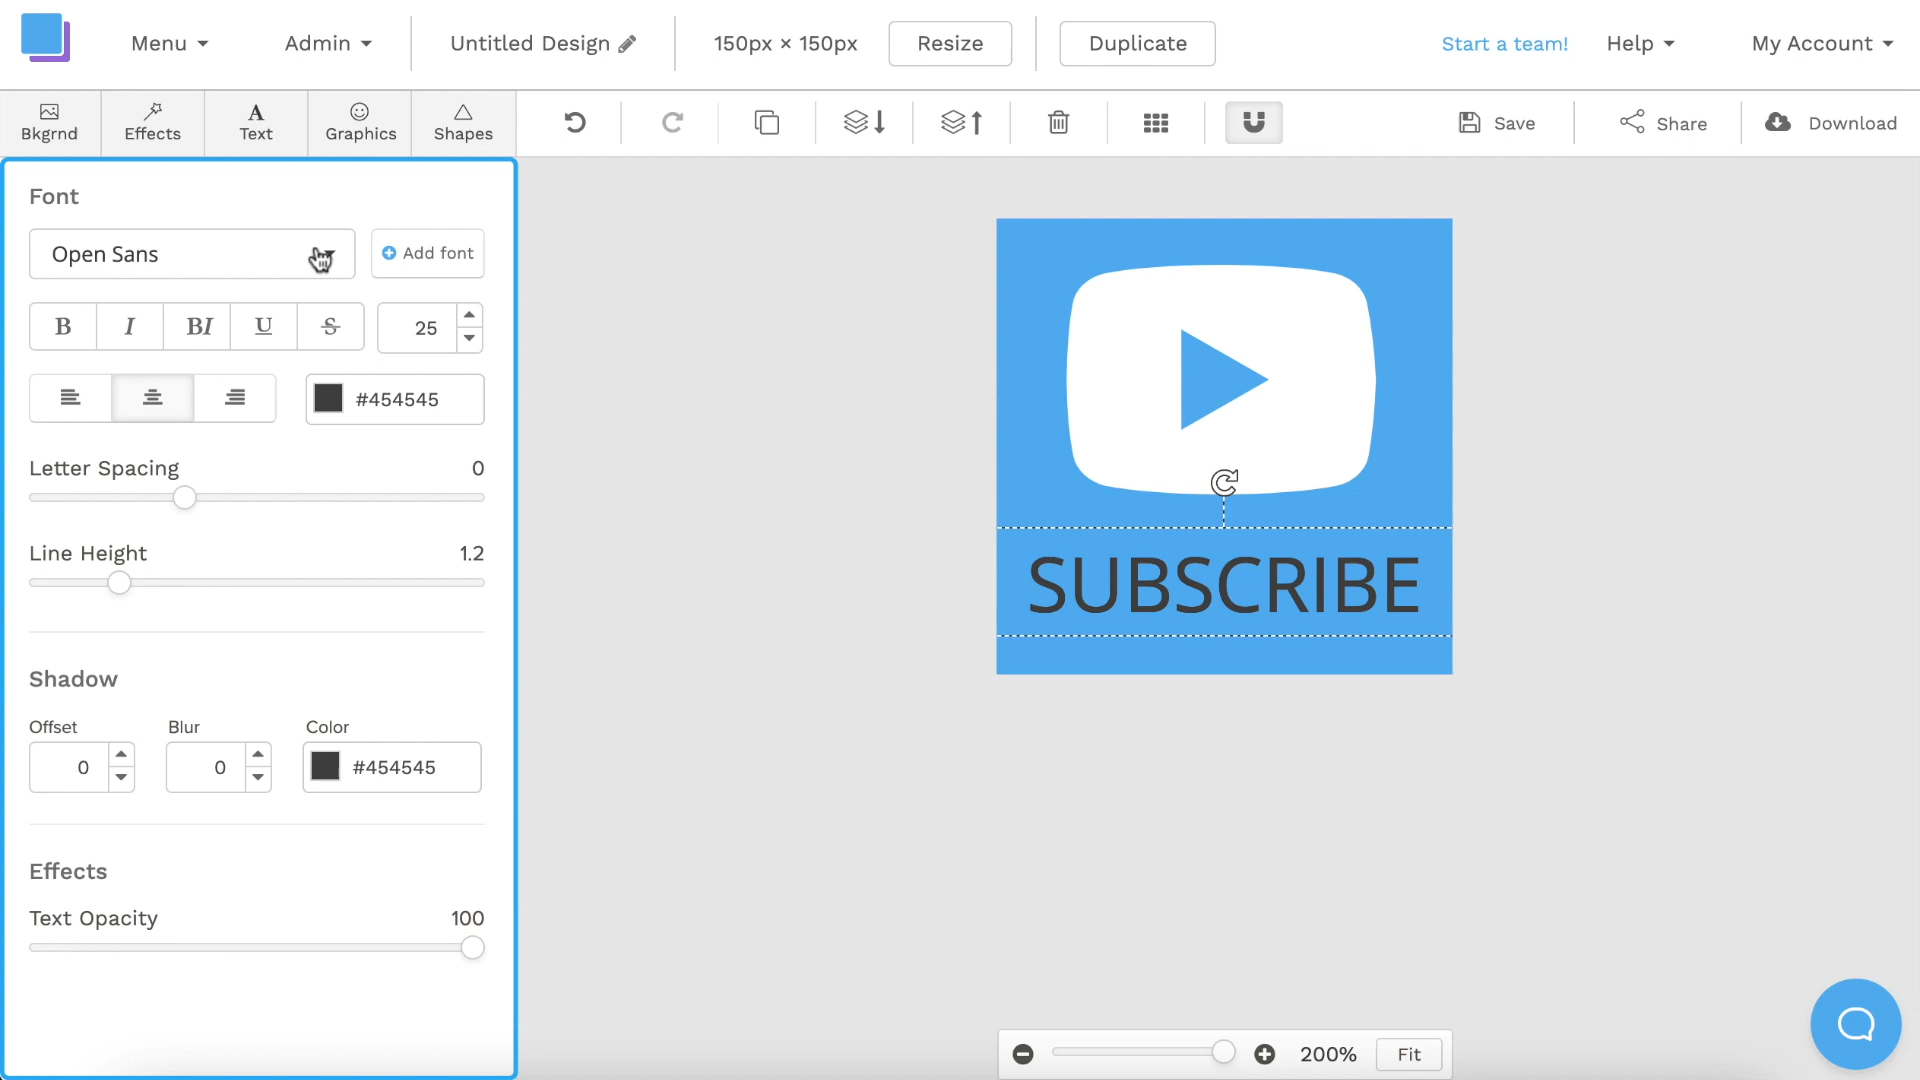 Menu Admin Untitled Design 150px × 150px Resize Duplicate Start a team! Help My Account
Bkgrnd Effects Text Graphics Shapes Save Share Download
Font
Open Sans Add font
B I BI U S 25
#454545
Letter Spacing 0
Line Height 1.2
Shadow
Offset Blur Color
0 0 #454545
Effects
Text Opacity 100
SUBSCRIBE
200% Fit